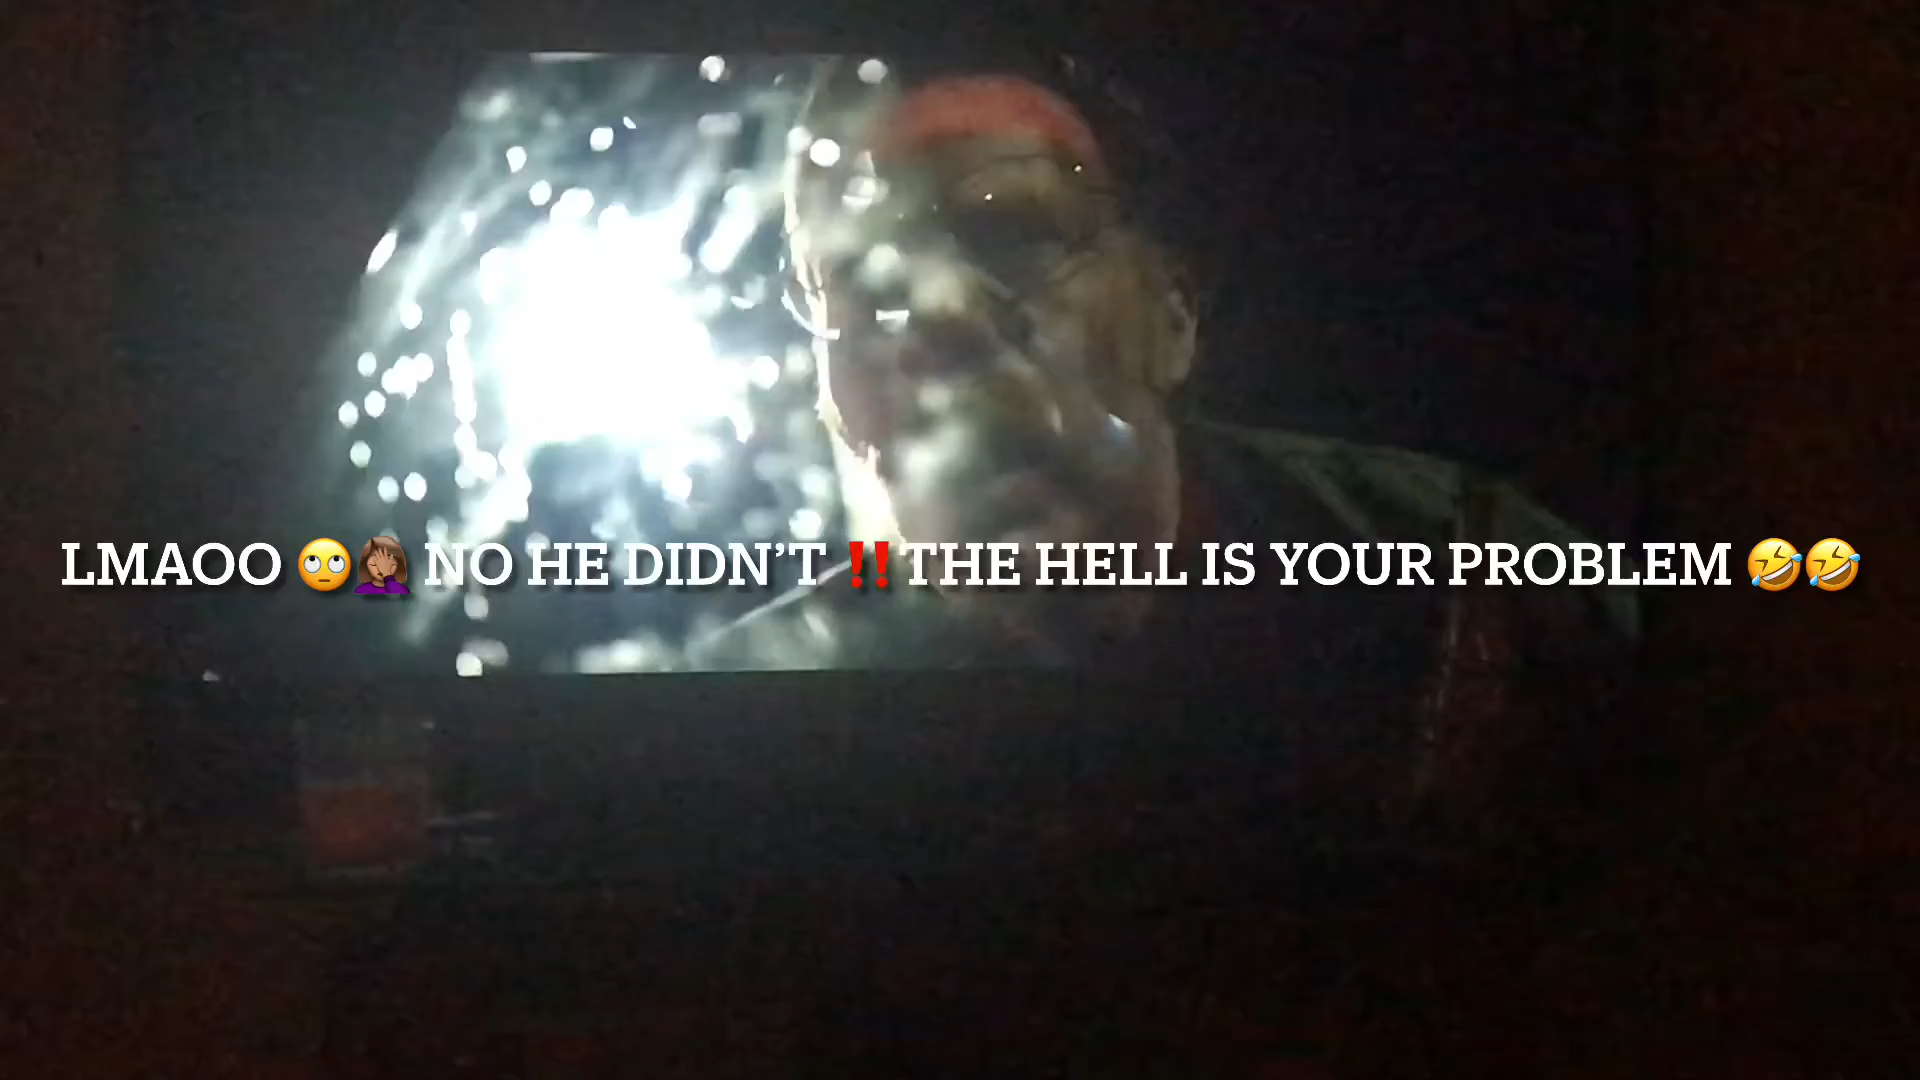 LMAOO 🙄🤦🏽‍♀️ NO HE DIDN’T ‼️THE HELL IS YOUR PROBLEM 🤣🤣